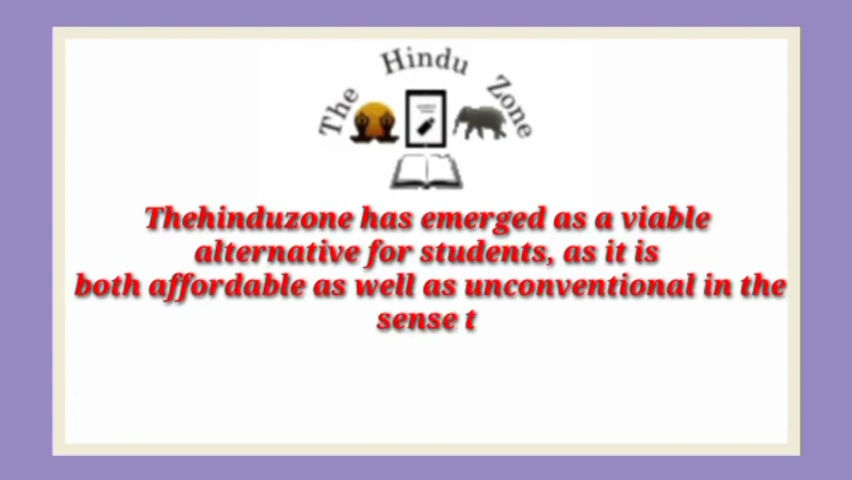 The Hindu Zone
Thehinduzone has emerged as a viable
alternative for students, as it is
both affordable as well as unconventional in the
sense t